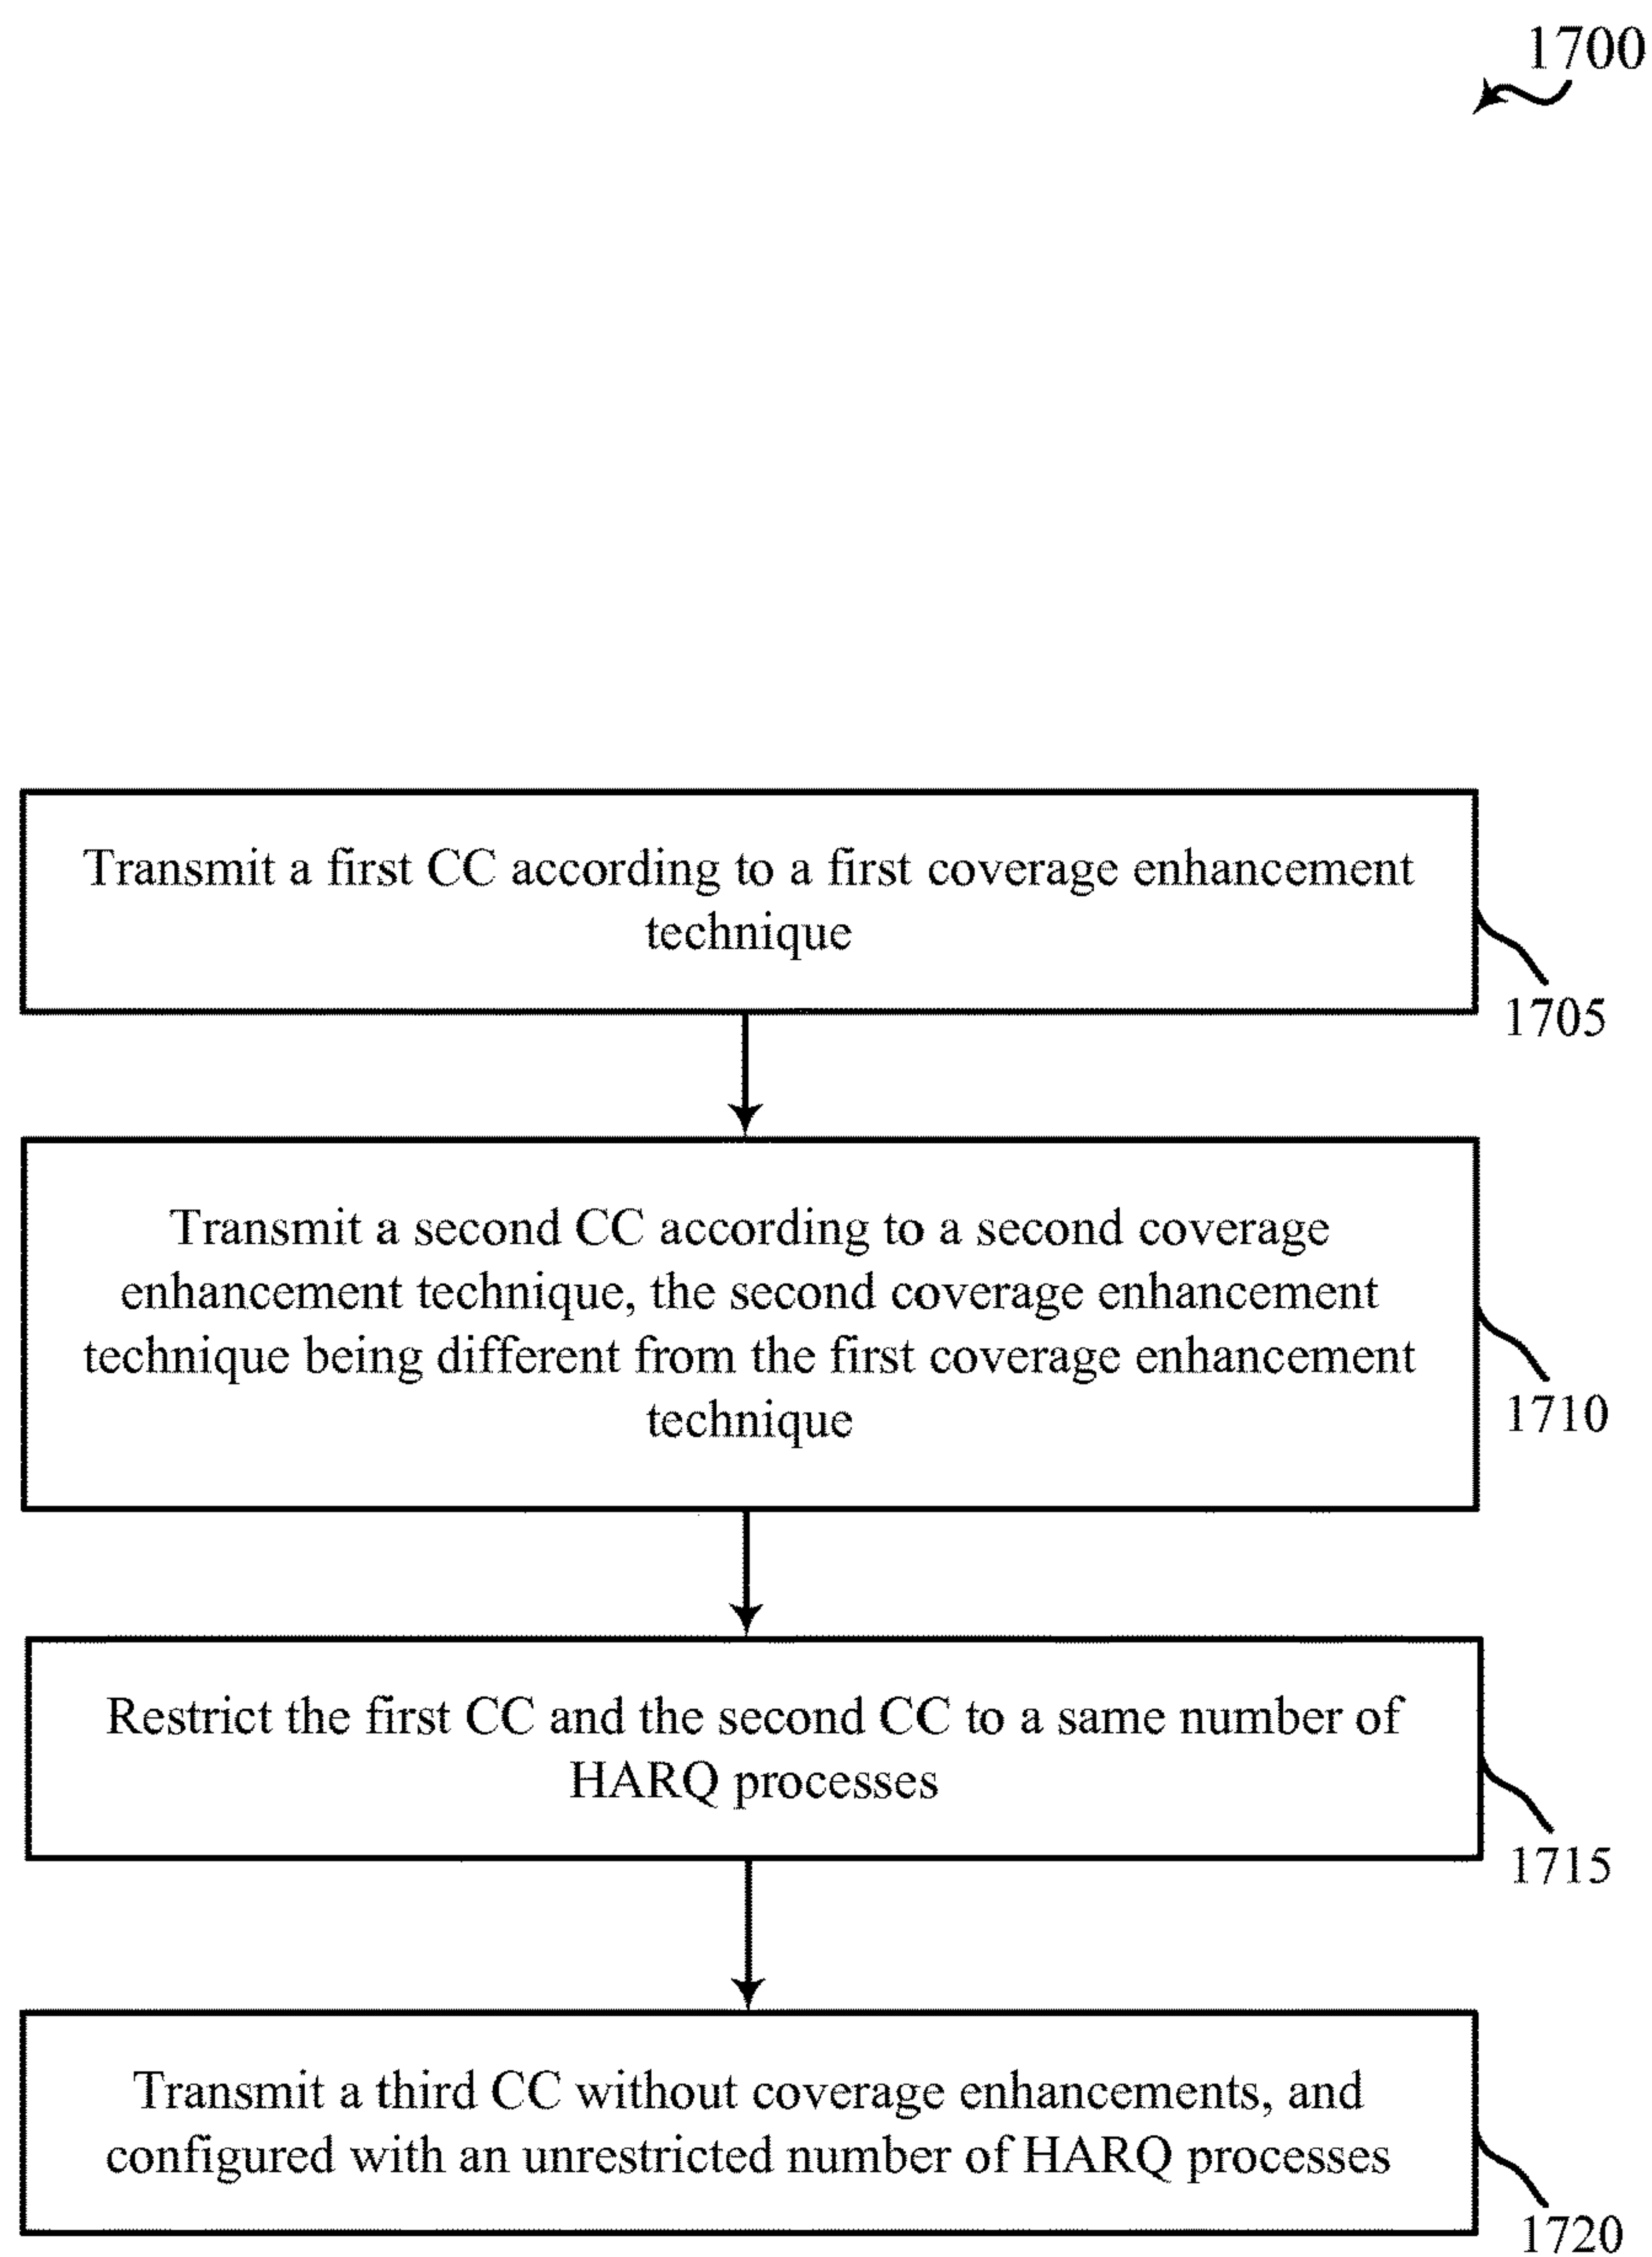 1700
Transmit a first CC according to a first coverage enhancement
technique
1705
Transmit a second CC according to a second coverage
enhancement technique, the second coverage enhancement
technique being different from the first coverage enhancement
technique
1710
Restrict the first CC and the second CC to a same number of
HARQ processes
1715
Transmit a third CC without coverage enhancements, and
configured with an unrestricted number of HARQ processes
1720